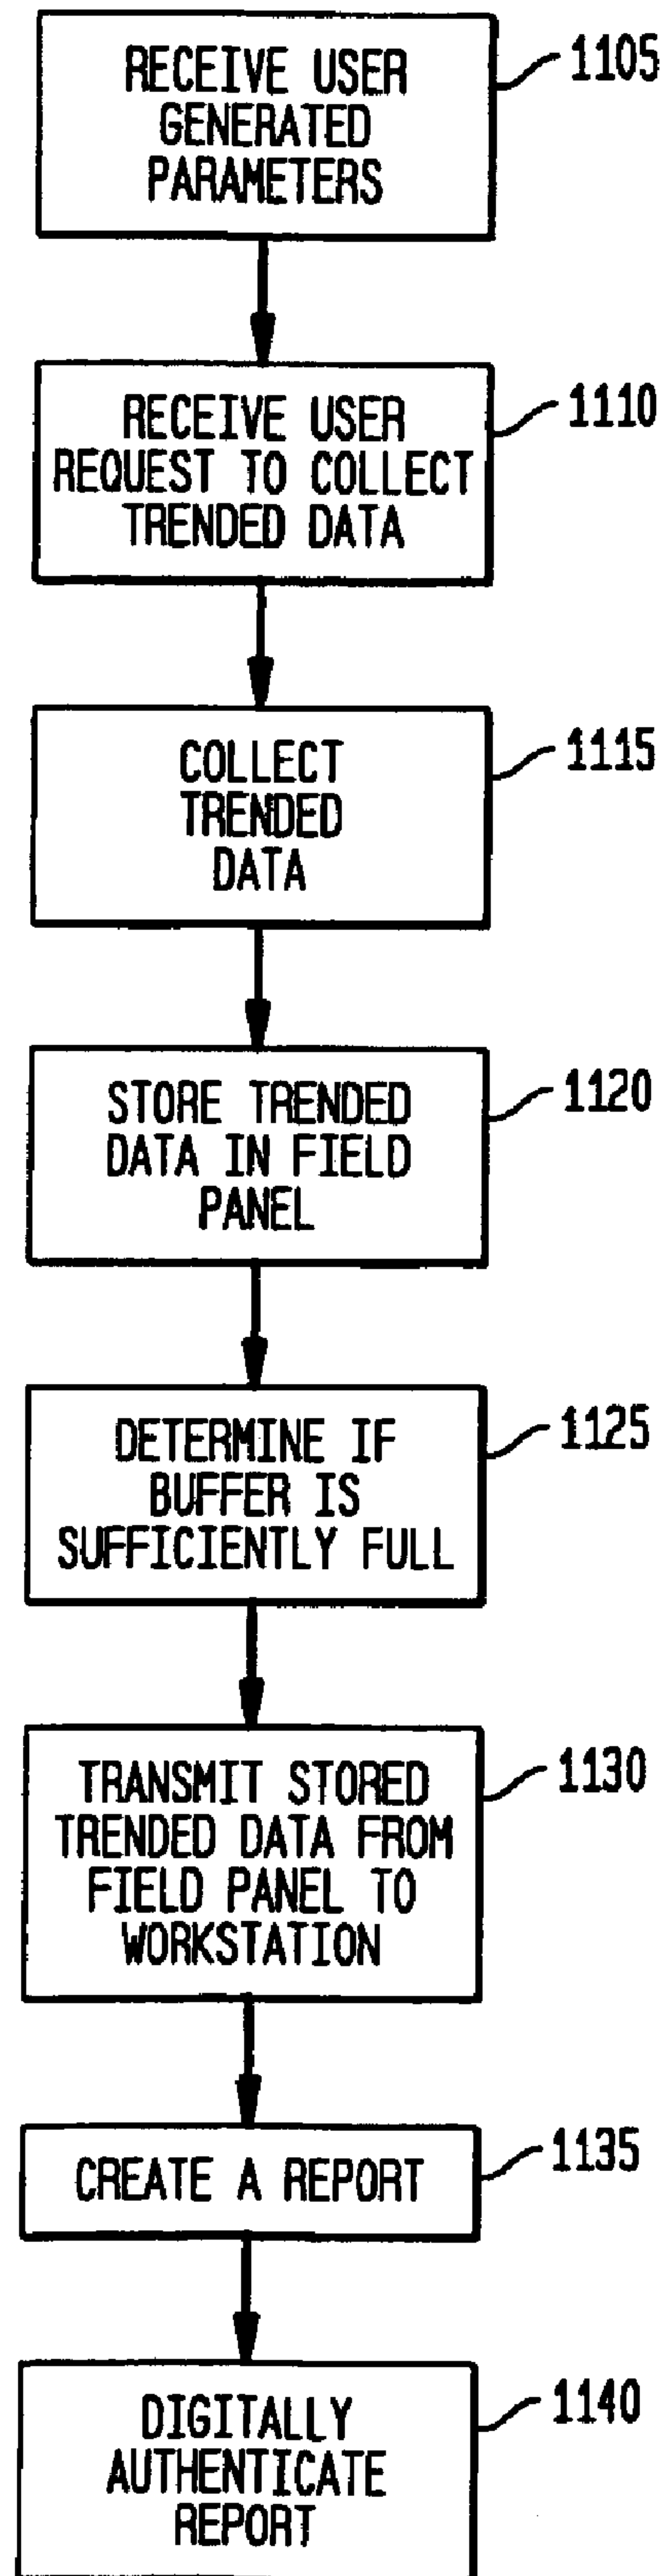 RECEIVE USER
GENERATED
PARAMETERS
1105
RECEIVE USER
REQUEST TO COLLECT
TRENDED DATA
1110
COLLECT
TRENDED
DATA
1115
STORE TRENDED
DATA IN FIELD
PANEL
1120
DETERMINE IF
BUFFER IS
SUFFICIENTLY FULL
1125
TRANSMIT STORED
TRENDED DATA FROM
FIELD PANEL TO
WORKSTATION
1130
CREATE A REPORT
1135
DIGITALLY
AUTHENTICATE
REPORT
1140